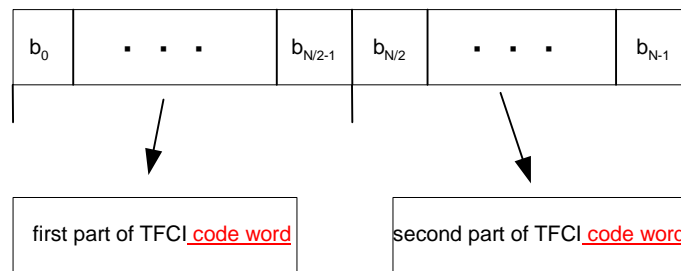 b0 . . . bN/2-1 bN/2 . . . bN-1
first part of TFCI code word second part of TFCI code word